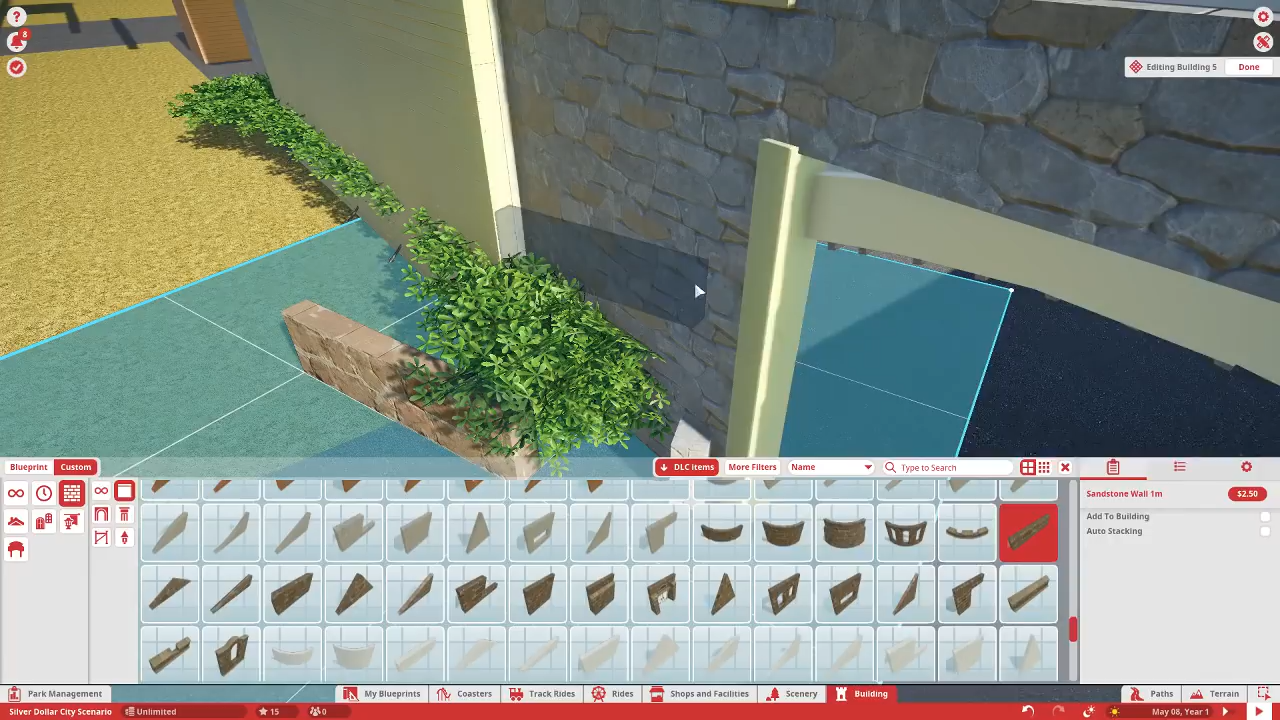 ?
8
Editing Building 5 Done
Blueprint Custom
DLC Items More Filters Name Type to Search
Sandstone Wall 1m $2.50
Add To Building
Auto Stacking
Park Management My Blueprints Coasters Track Rides Rides Shops and Facilities Scenery Building Paths Terrain
Silver Dollar City Scenario Unlimited 15 0 May 08, Year 1